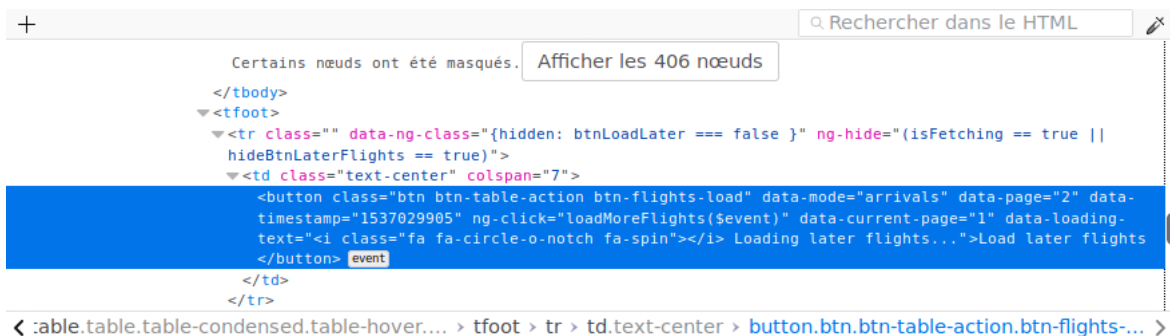 + Rechercher dans le HTML
Certains nœuds ont été masqués. Afficher les 406 nœuds
</tbody>
<tfoot>
<tr class="" data-ng-class="{hidden: btnLoadLater === false }" ng-hide="(isFetching == true ||
hideBtnLaterFlights == true)">
<td class="text-center" colspan="7">
<button class="btn btn-table-action btn-flights-load" data-mode="arrivals" data-page="2" data-
timestamp="1537029905" ng-click="loadMoreFlights($event)" data-current-page="1" data-loading-
text="<i class="fa fa-circle-o-notch fa-spin"></i> Loading later flights...">Load later flights
</button> event
</td>
</tr>
table.table.table-condensed.table-hover.… › tfoot › tr › td.text-center › button.btn.btn-table-action.btn-flights-…